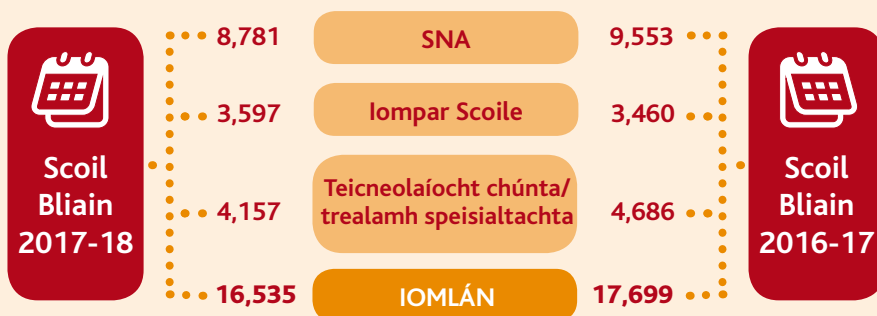 8,781 SNA 9,553
3,597 Iompar Scoile 3,460
Scoil
Bliain
2017-18
Teicneolaíocht chúnta/
trealamh speisialtachta
4,157 4,686
Scoil
Bliain
2016-17
16,535 IOMLÁN 17,699